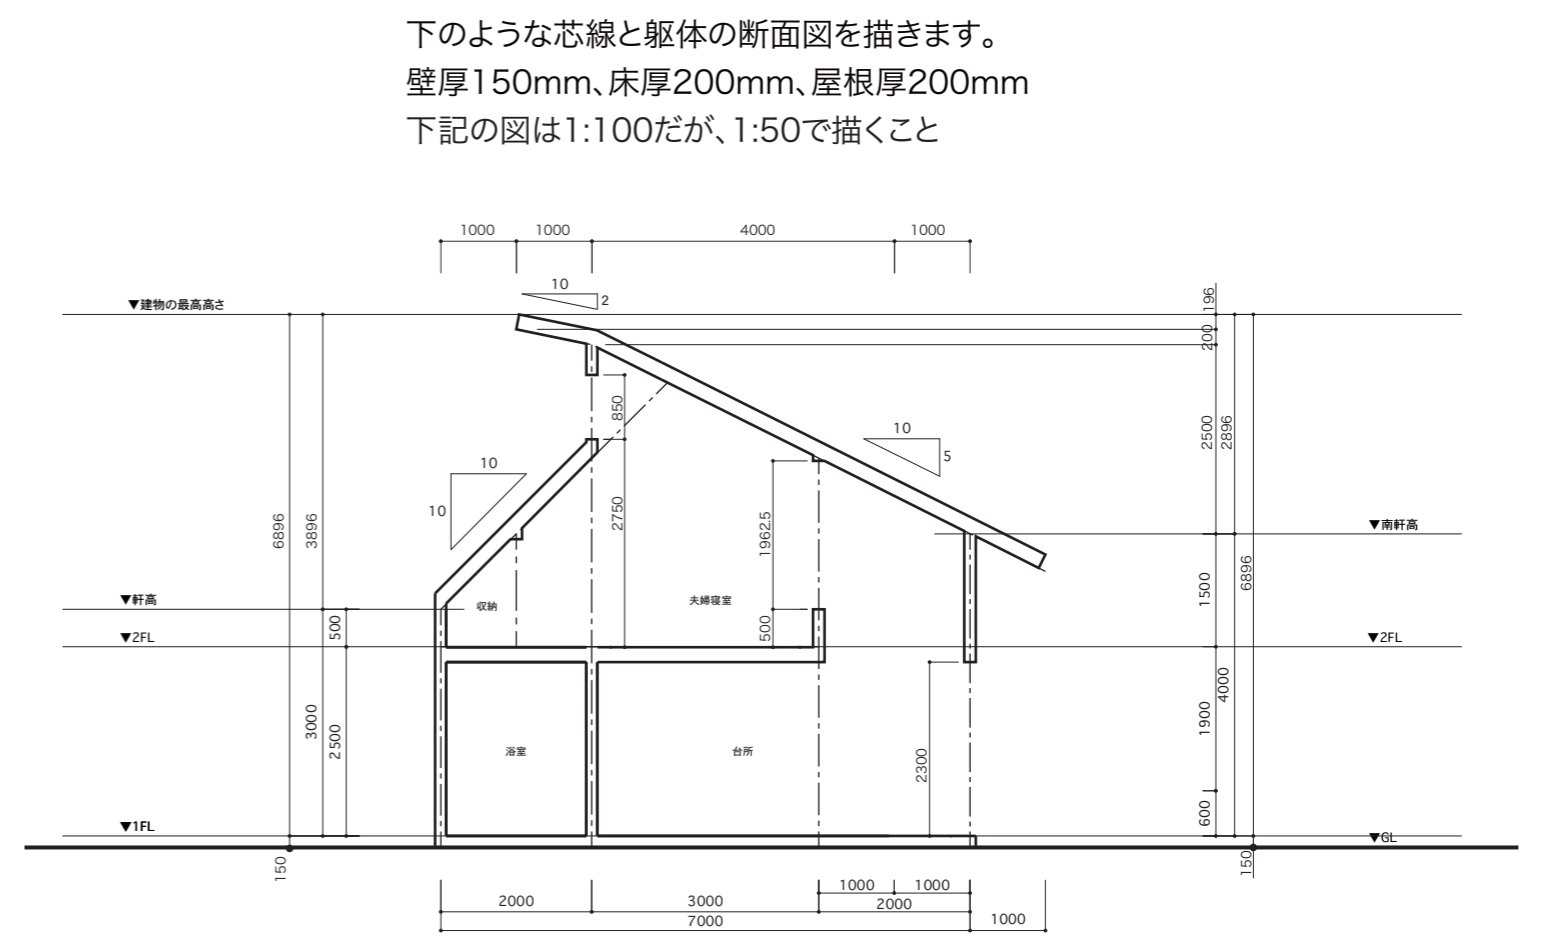 下のような芯線と躯体の断面図を描きます。
壁厚150mm、床厚200mm、屋根厚200mm
下記の図は1:100だが、1:50で描くこと
1000 1000 4000 1000
10
2
▼建物の最高高さ
196
200
850
10
5
2500
2896
10
10
2750
1962.5
6896
3896
▼南軒高
6896
1500
▼軒高
収納
夫婦寝室
500
500
▼2FL
▼2FL
4000
3000
2500
浴室
台所
2300
1900
600
▼1FL
▼GL
150
150
1000 1000
2000 3000 2000
7000 1000